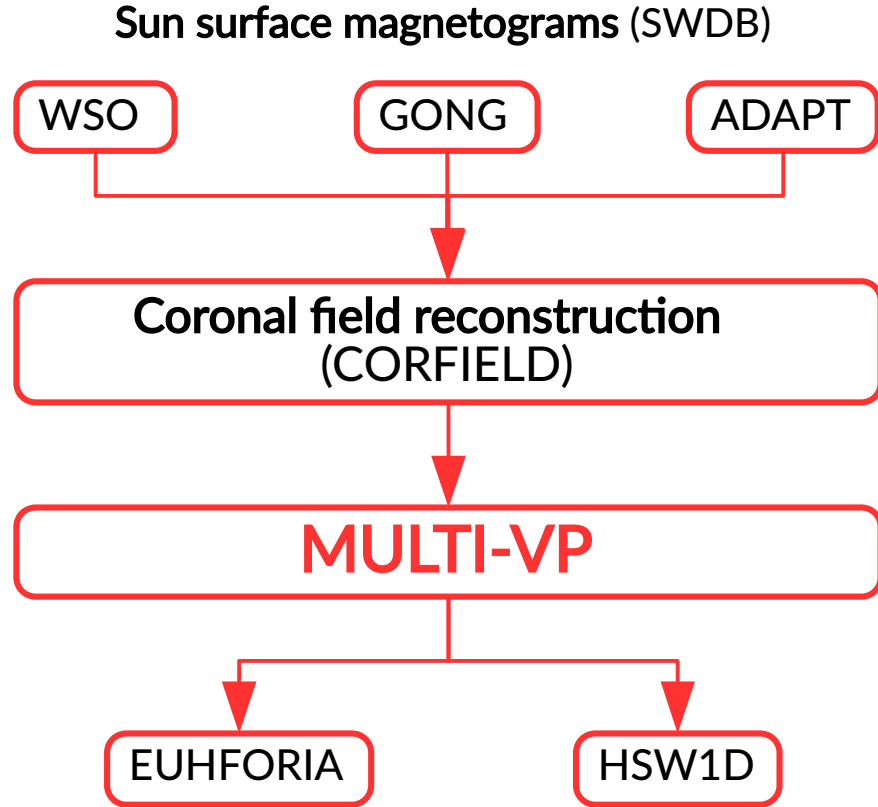 Sun surface magnetograms (SWDB)
WSO GONG ADAPT
Coronal field reconstruction
(CORFIELD)
MULTI-VP
EUHFORIA HSW1D